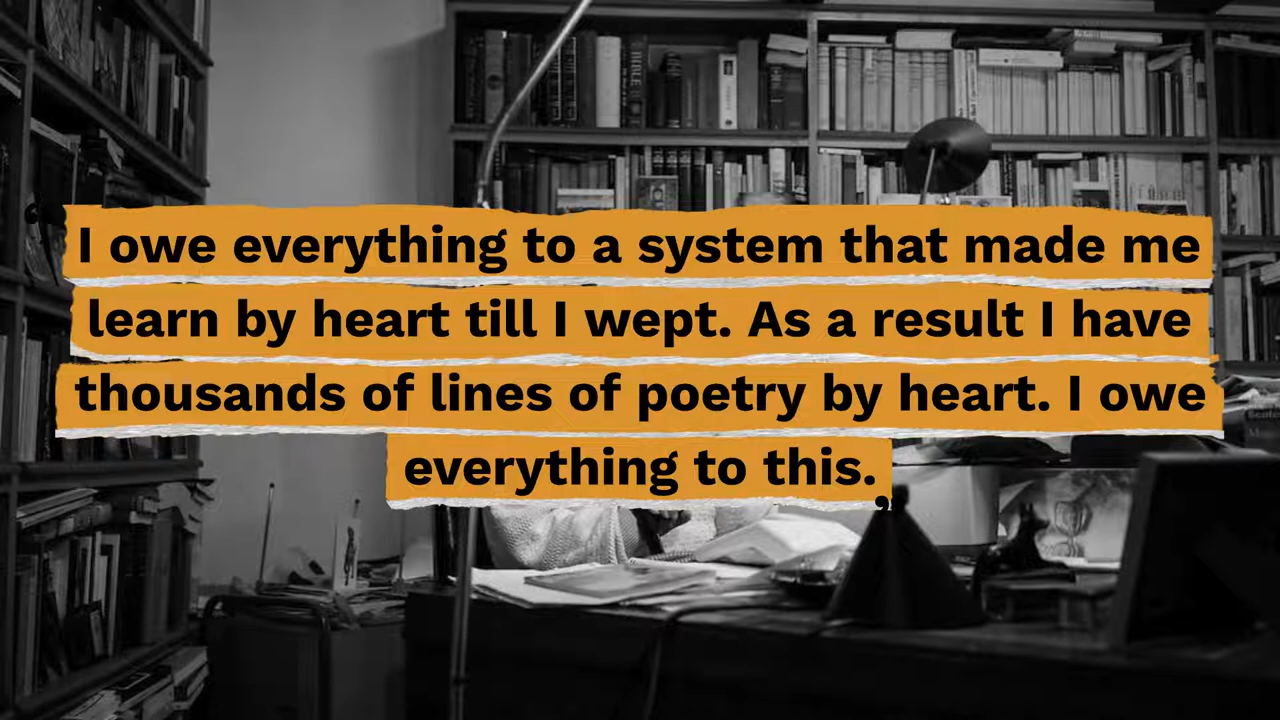 I owe everything to a system that made me
learn by heart till I wept. As a result I have
thousands of lines of poetry by heart. I owe
everything to this.